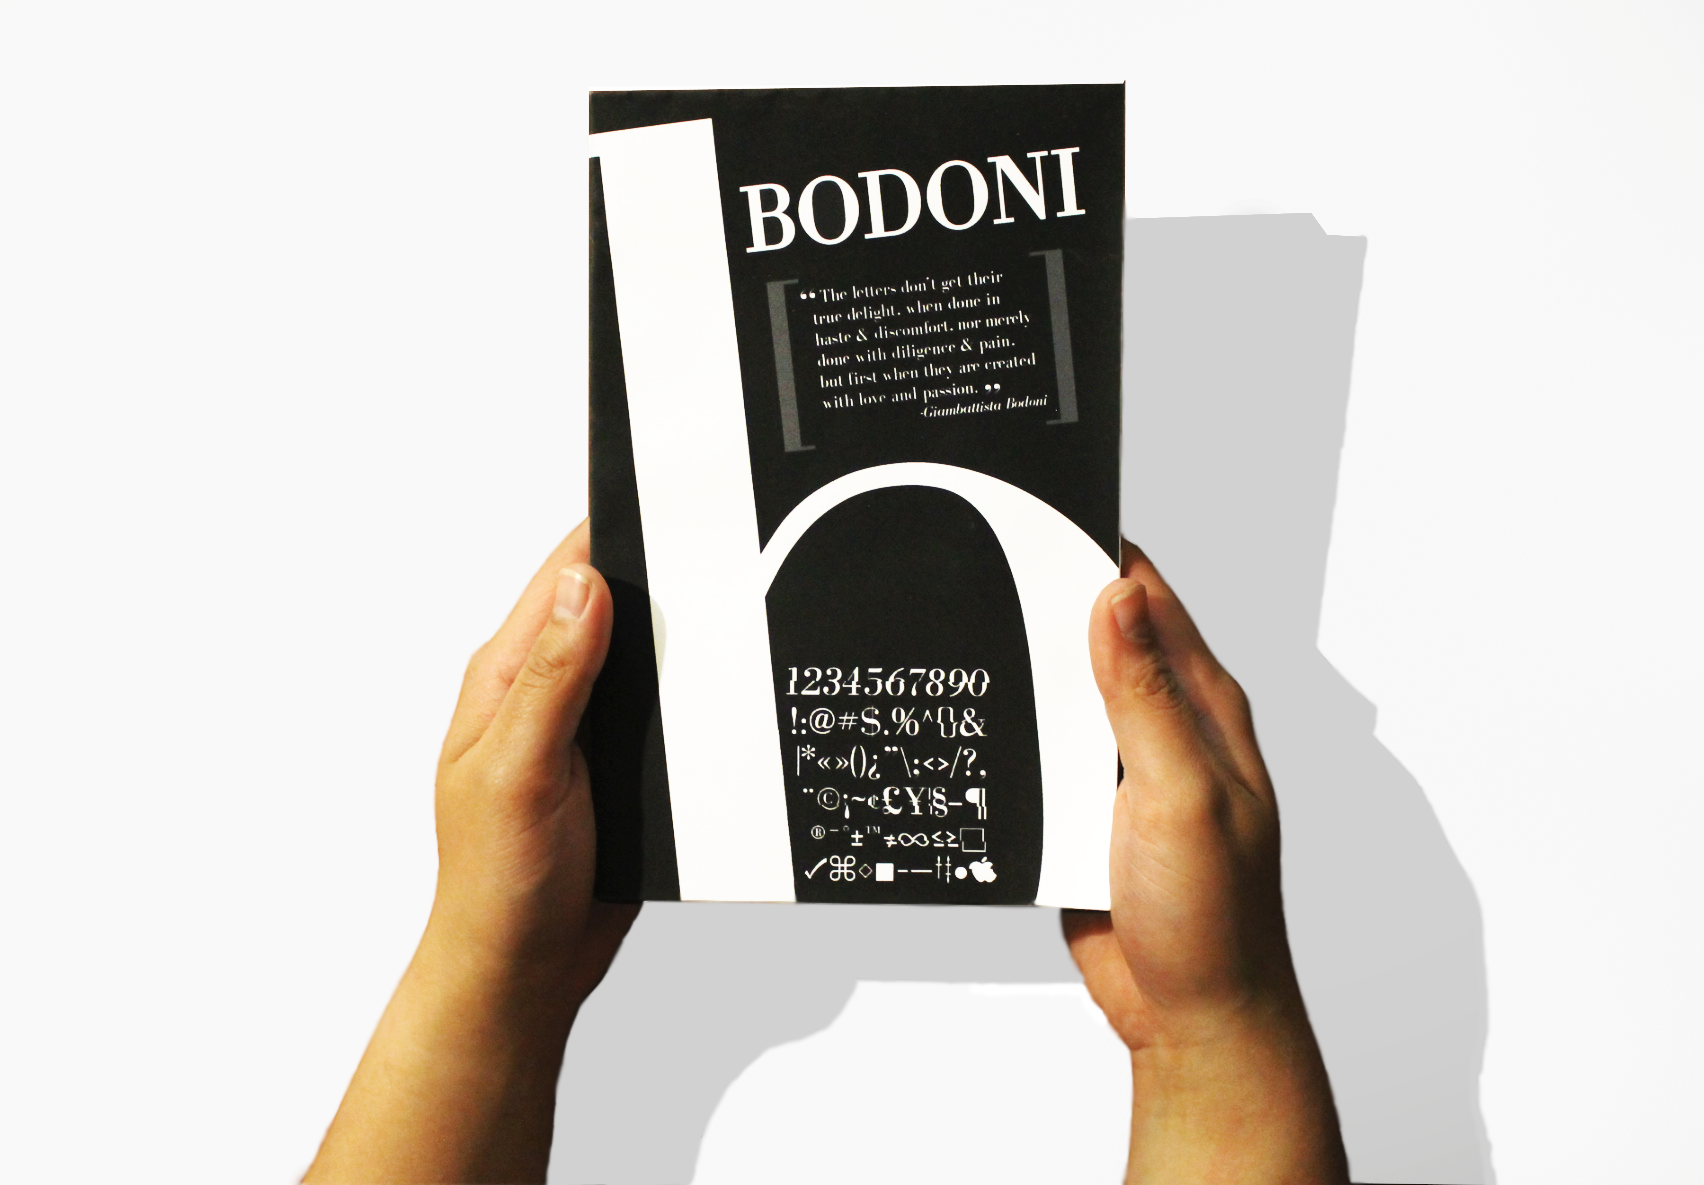 h
BODONI
[ “ The letters don't get their
true delight, when done in
haste & discomfort, nor merely
done with diligence & pain,
but first when they are created
with love and passion. ” ]
-Giambattista Bodoni
1234567890
!:@#$.%^{}&
|*«»()¿¨\:<>/?,
¨©¡~¢£¥¦§–¶
®¯°±™≠∞≤≥□
✓⌘◇■–—†‡●